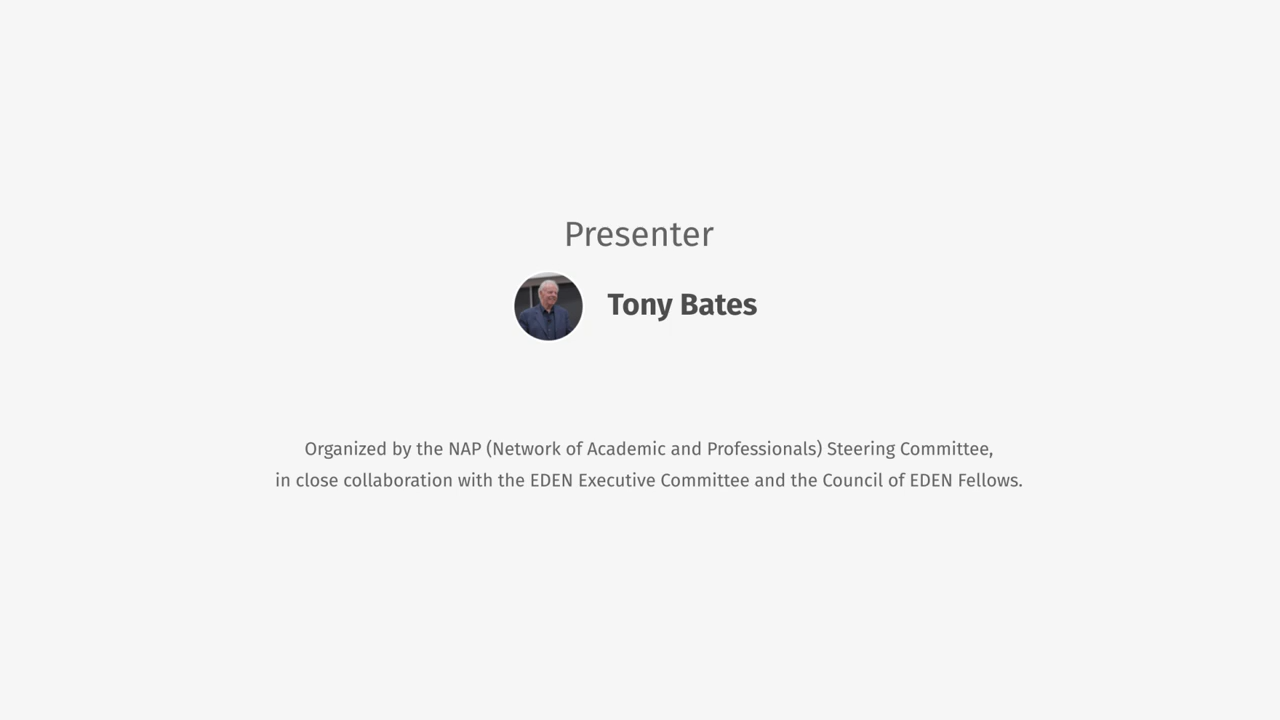 Presenter
Tony Bates
Organized by the NAP (Network of Academic and Professionals) Steering Committee,
in close collaboration with the EDEN Executive Committee and the Council of EDEN Fellows.